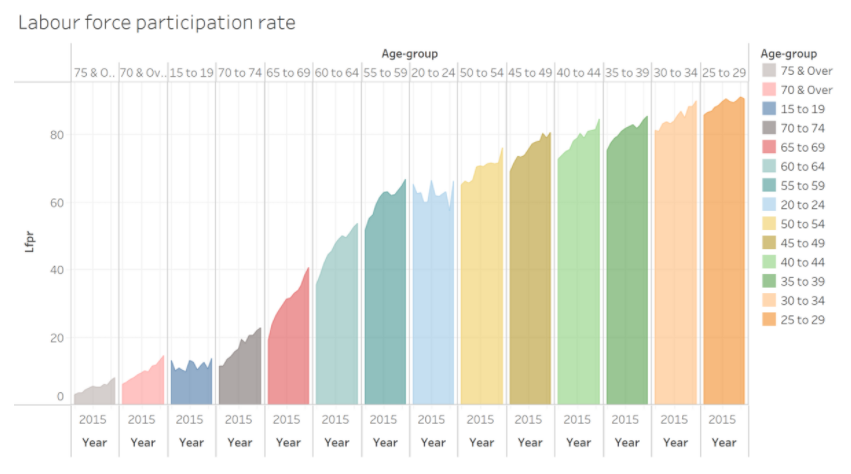 Labour force participation rate
Age-group
75 & O.. 70 & Ov.. 15 to 19 70 to 74 65 to 69 60 to 64 55 to 59 20 to 24 50 to 54 45 to 49 40 to 44 35 to 39 30 to 34 25 to 29
80
60
40
20
0
Lfpr
2015 2015 2015 2015 2015 2015 2015 2015 2015 2015 2015 2015 2015 2015
Year Year Year Year Year Year Year Year Year Year Year Year Year Year
Age-group
75 & Over
70 & Over
15 to 19
70 to 74
65 to 69
60 to 64
55 to 59
20 to 24
50 to 54
45 to 49
40 to 44
35 to 39
30 to 34
25 to 29